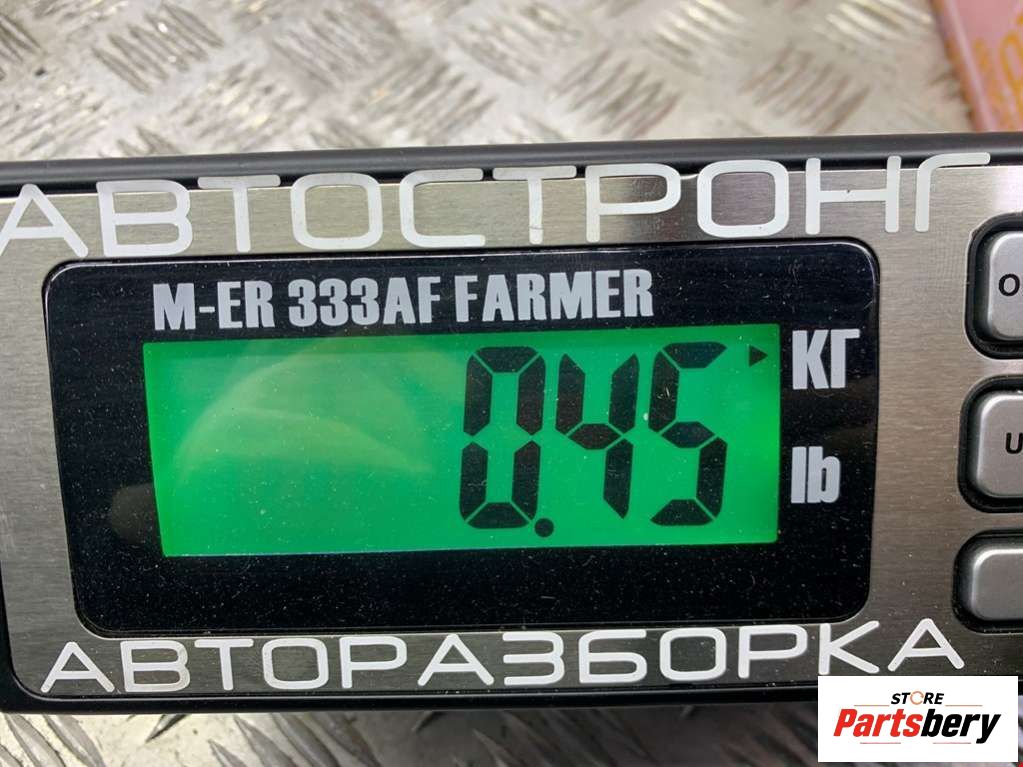 АВТОСТРОНГ
M-ER 333AF FARMER
0.45
КГ
lb
АВТОРАЗБОРКА
STORE
Partsbery